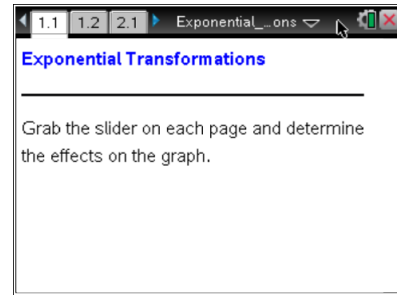 1.1 1.2 2.1 Exponential_...ons
Exponential Transformations
Grab the slider on each page and determine
the effects on the graph.